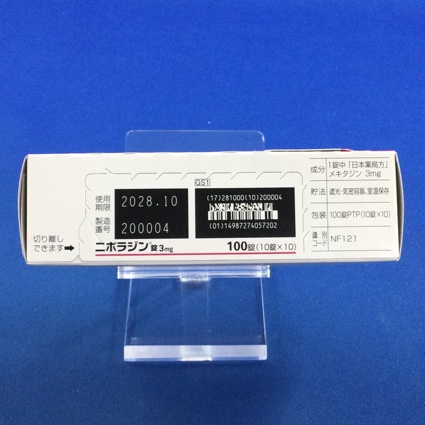 GS1
使用
期限
2028.10
製造
番号
200004
(17)281000(10)200004
(01)14987274057202
切り離し
できます➡
ニポラジン錠3mg
100錠(10錠×10)
成分
1錠中「日本薬局方」
メキタジン 3mg
貯法
遮光・気密容器、室温保存
包装
100錠PTP(10錠×10)
識別
コード
NF121